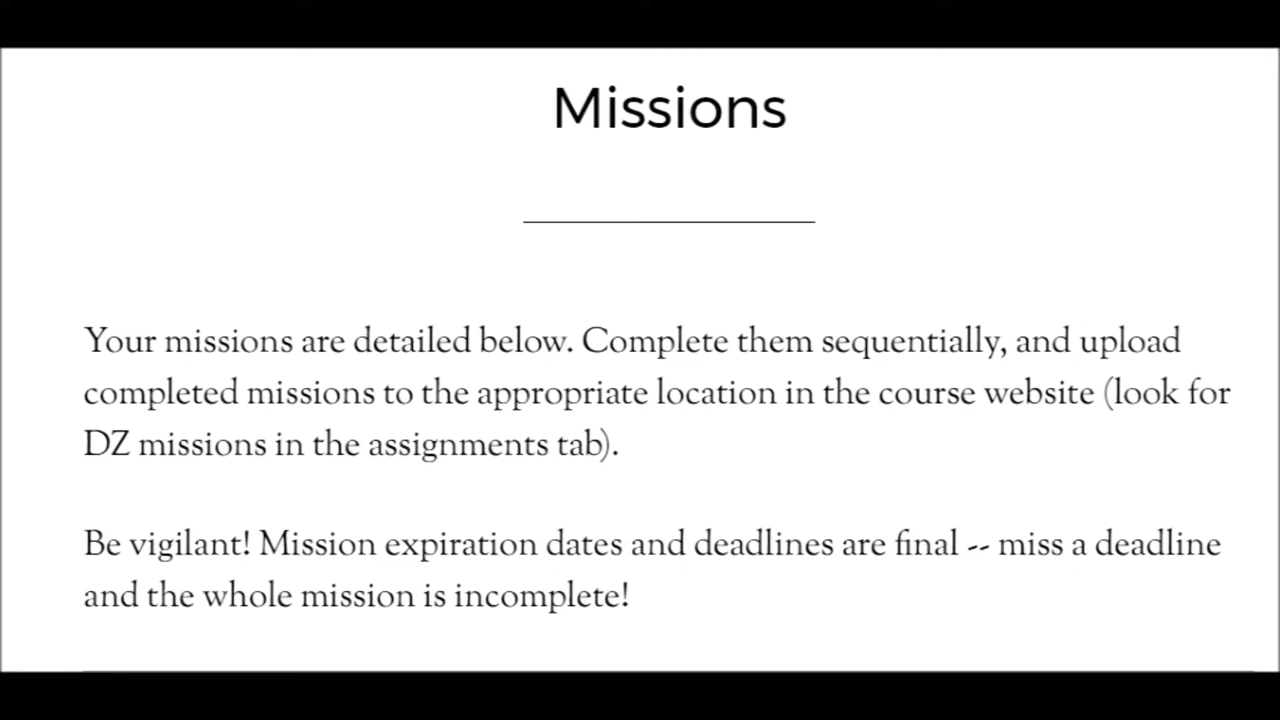 Missions
Your missions are detailed below. Complete them sequentially, and upload
completed missions to the appropriate location in the course website (look for
DZ missions in the assignments tab).
Be vigilant! Mission expiration dates and deadlines are final -- miss a deadline
and the whole mission is incomplete!